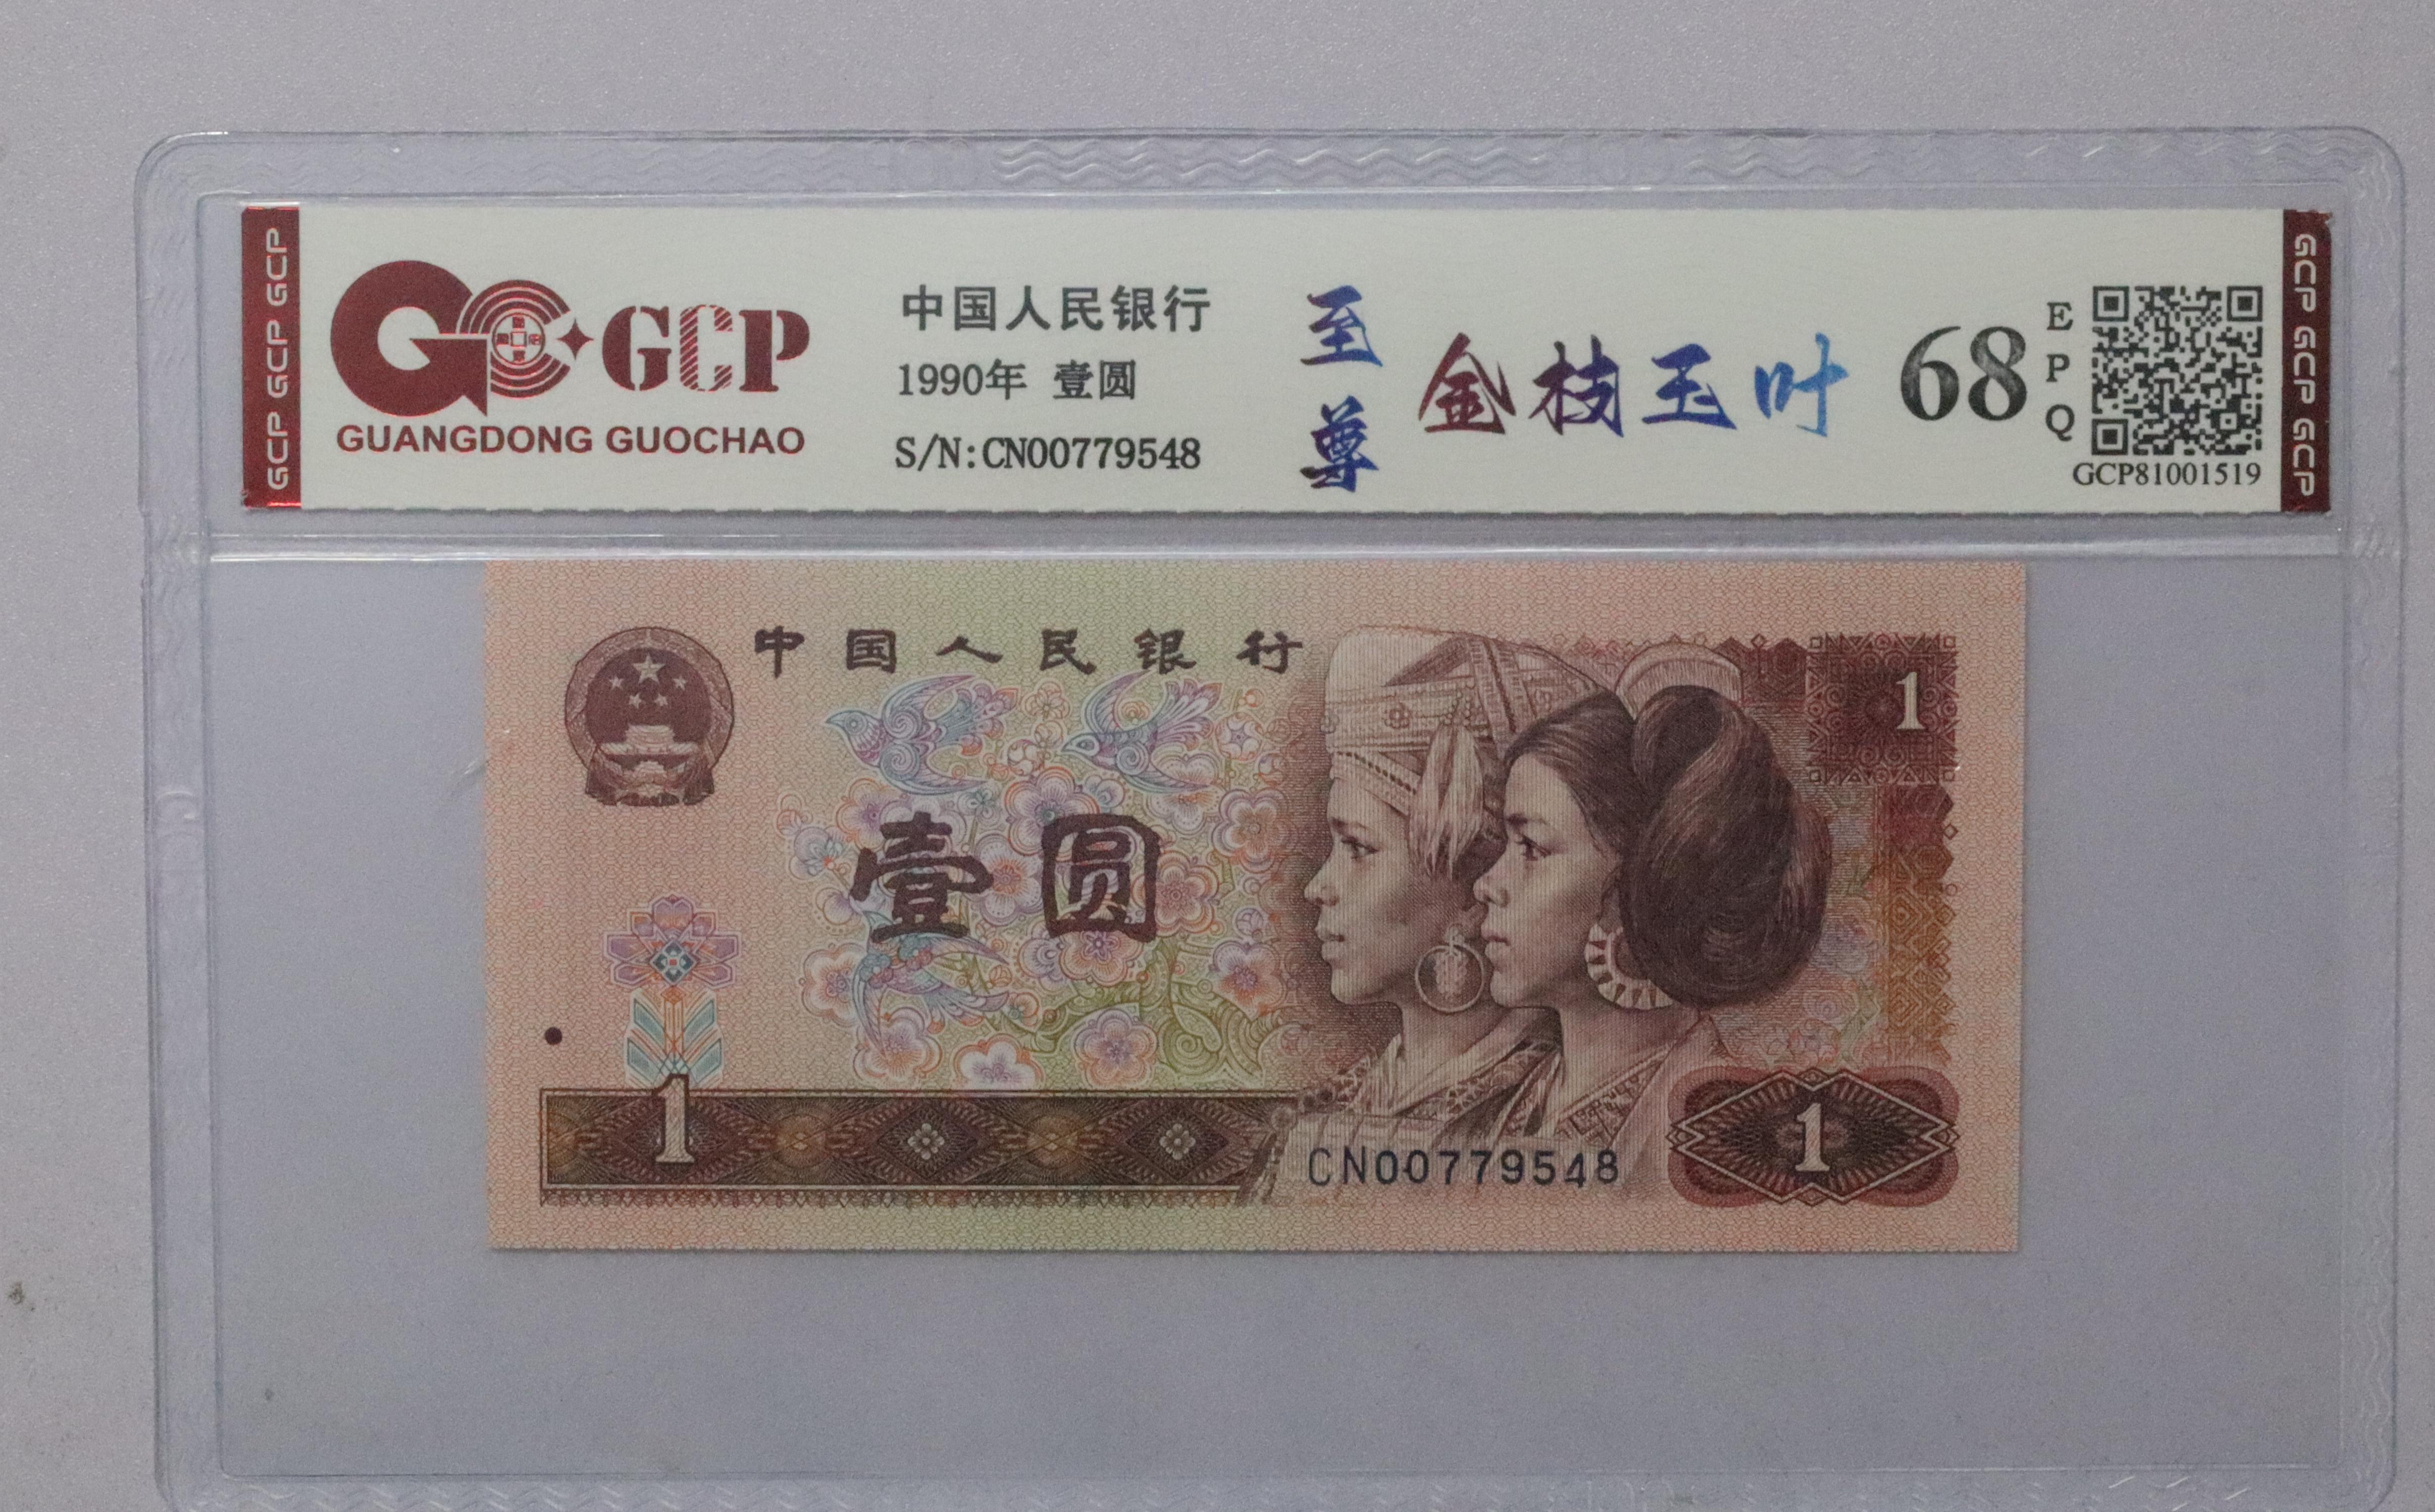 GCP GCP GCP
GCP
GUANGDONG GUOCHAO
中国人民银行
1990年 壹圆
S/N:CN00779548
至尊
金枝玉叶
68
EPQ
GCP81001519
GCP GCP GCP
中国人民银行
1
壹圆
1
CN00779548
1